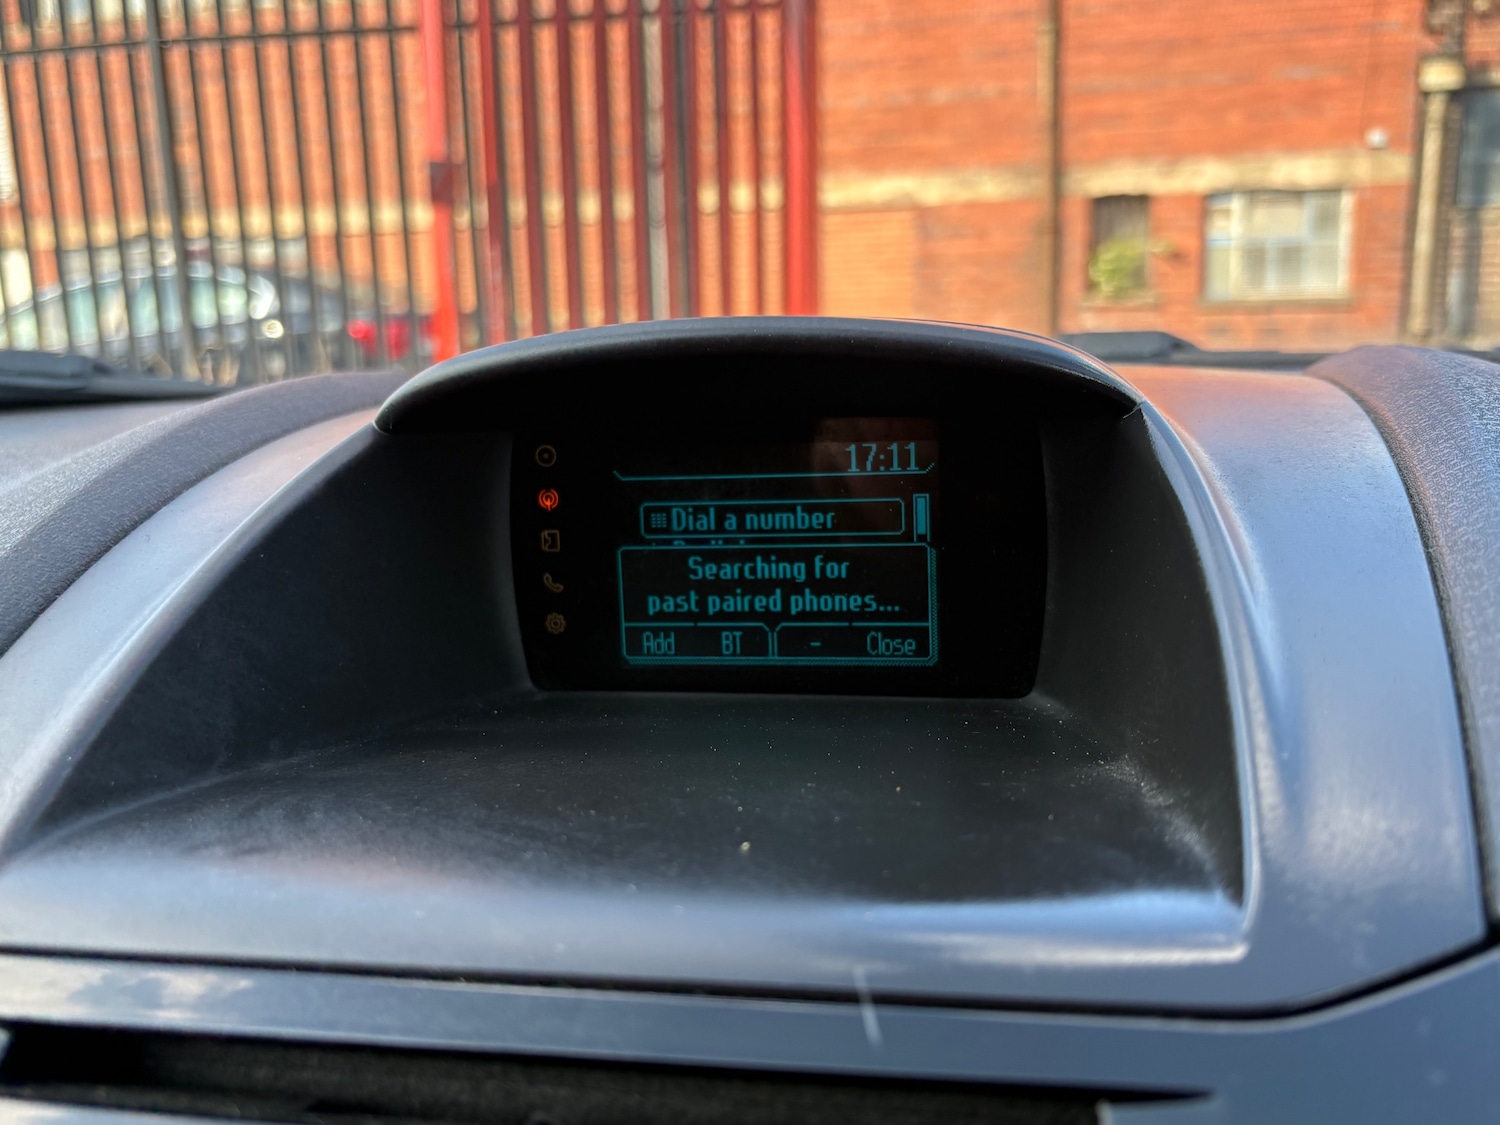 17:11
Dial a number
Searching for
past paired phones...
Add BT - Close